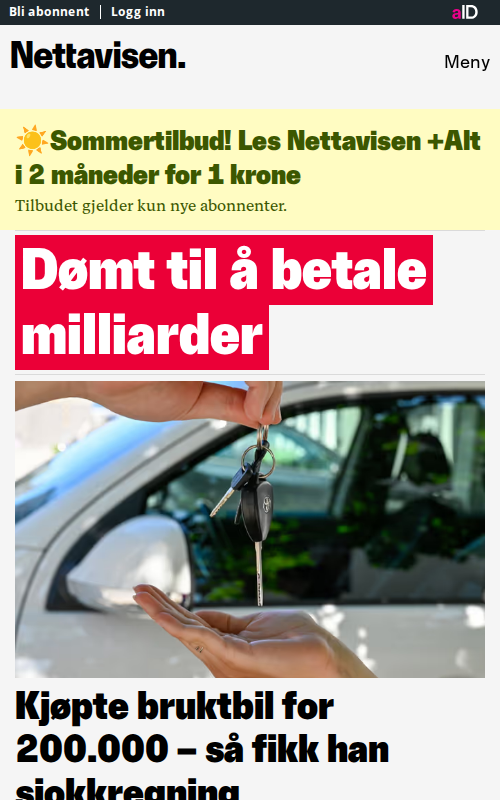 Bli abonnent | Logg inn
aID
Nettavisen.
Meny
☀️Sommertilbud! Les Nettavisen +Alt
i 2 måneder for 1 krone
Tilbudet gjelder kun nye abonnenter.
Dømt til å betale
milliarder
Kjøpte bruktbil for
200.000 – så fikk han
sjokkregning